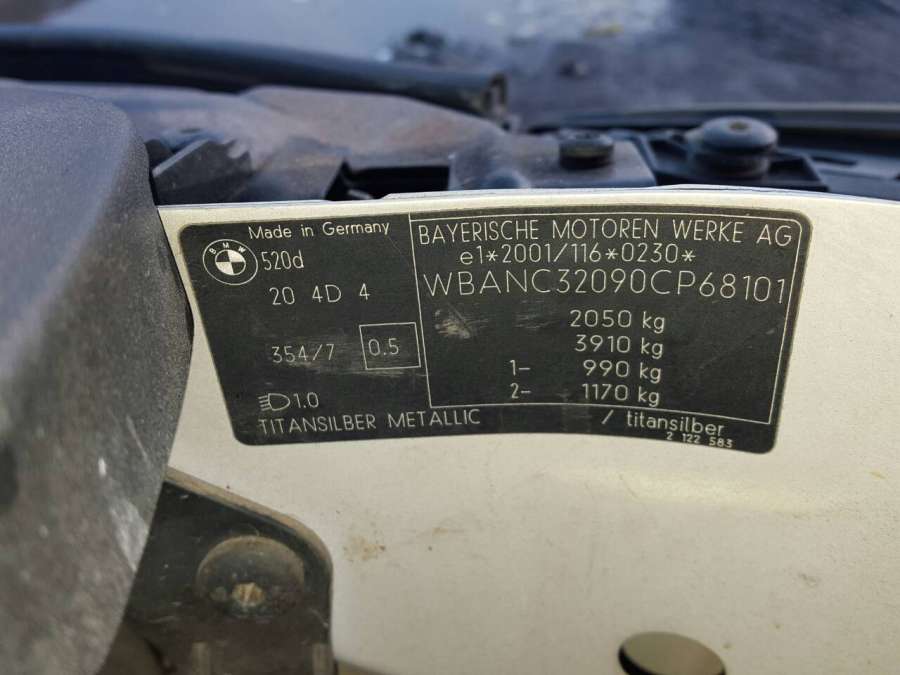 Made in Germany
BMW
520d
20 4D 4
354/7 0.5
1.0
TITANSILBER METALLIC / titansilber
2 122 583
BAYERISCHE MOTOREN WERKE AG
e1*2001/116*0230*
WBANC32090CP68101
2050 kg
3910 kg
1- 990 kg
2- 1170 kg